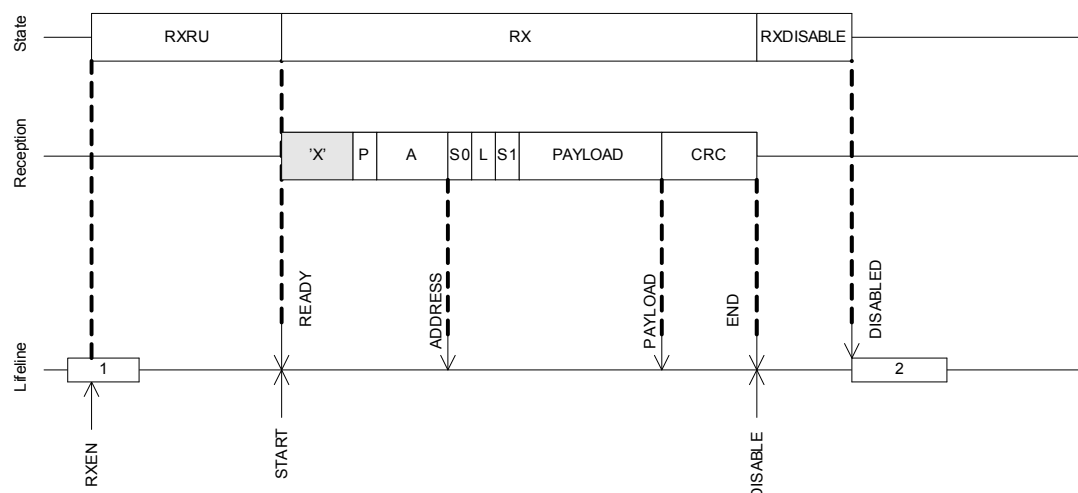 State
RXRU
RX
RXDISABLE
Reception
'X'
P
A
S0
L
S1
PAYLOAD
CRC
READY
ADDRESS
PAYLOAD
END
DISABLED
Lifeline
1
2
RXEN
START
DISABLE